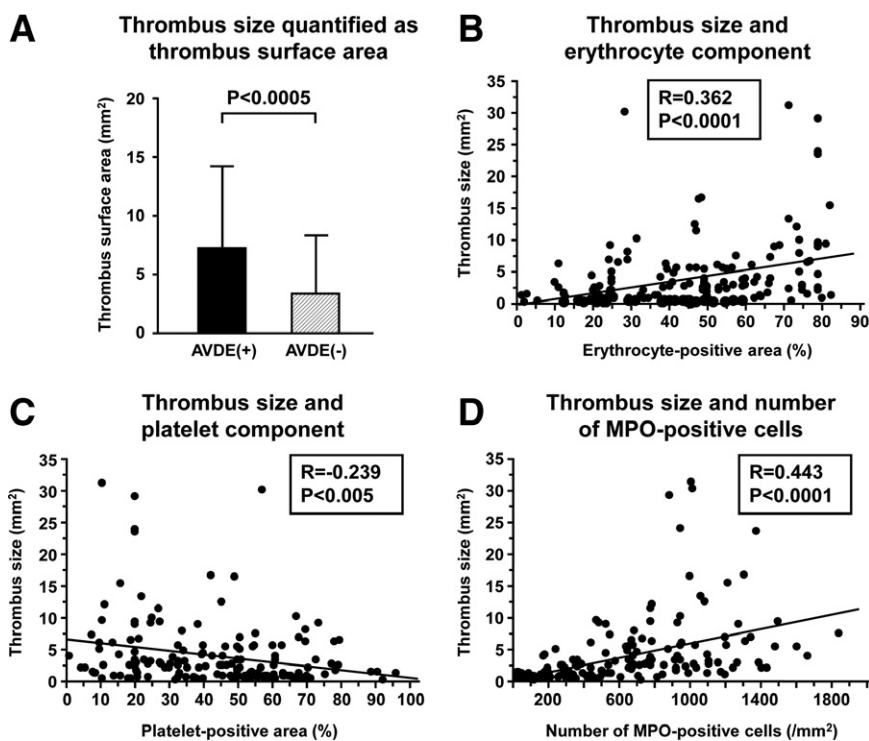 A
Thrombus size quantified as
thrombus surface area
Thrombus surface area (mm²)
20
15
10
5
0
P<0.0005
AVDE(+) AVDE(-)
B
Thrombus size and
erythrocyte component
Thrombus size (mm²)
35
30
25
20
15
10
5
0
R=0.362
P<0.0001
0 10 20 30 40 50 60 70 80 90
Erythrocyte-positive area (%)
C
Thrombus size and
platelet component
Thrombus size (mm²)
35
30
25
20
15
10
5
0
R=-0.239
P<0.005
0 10 20 30 40 50 60 70 80 90 100
Platelet-positive area (%)
D
Thrombus size and number
of MPO-positive cells
Thrombus size (mm²)
35
30
25
20
15
10
5
0
R=0.443
P<0.0001
200 600 1000 1400 1800
Number of MPO-positive cells (/mm²)